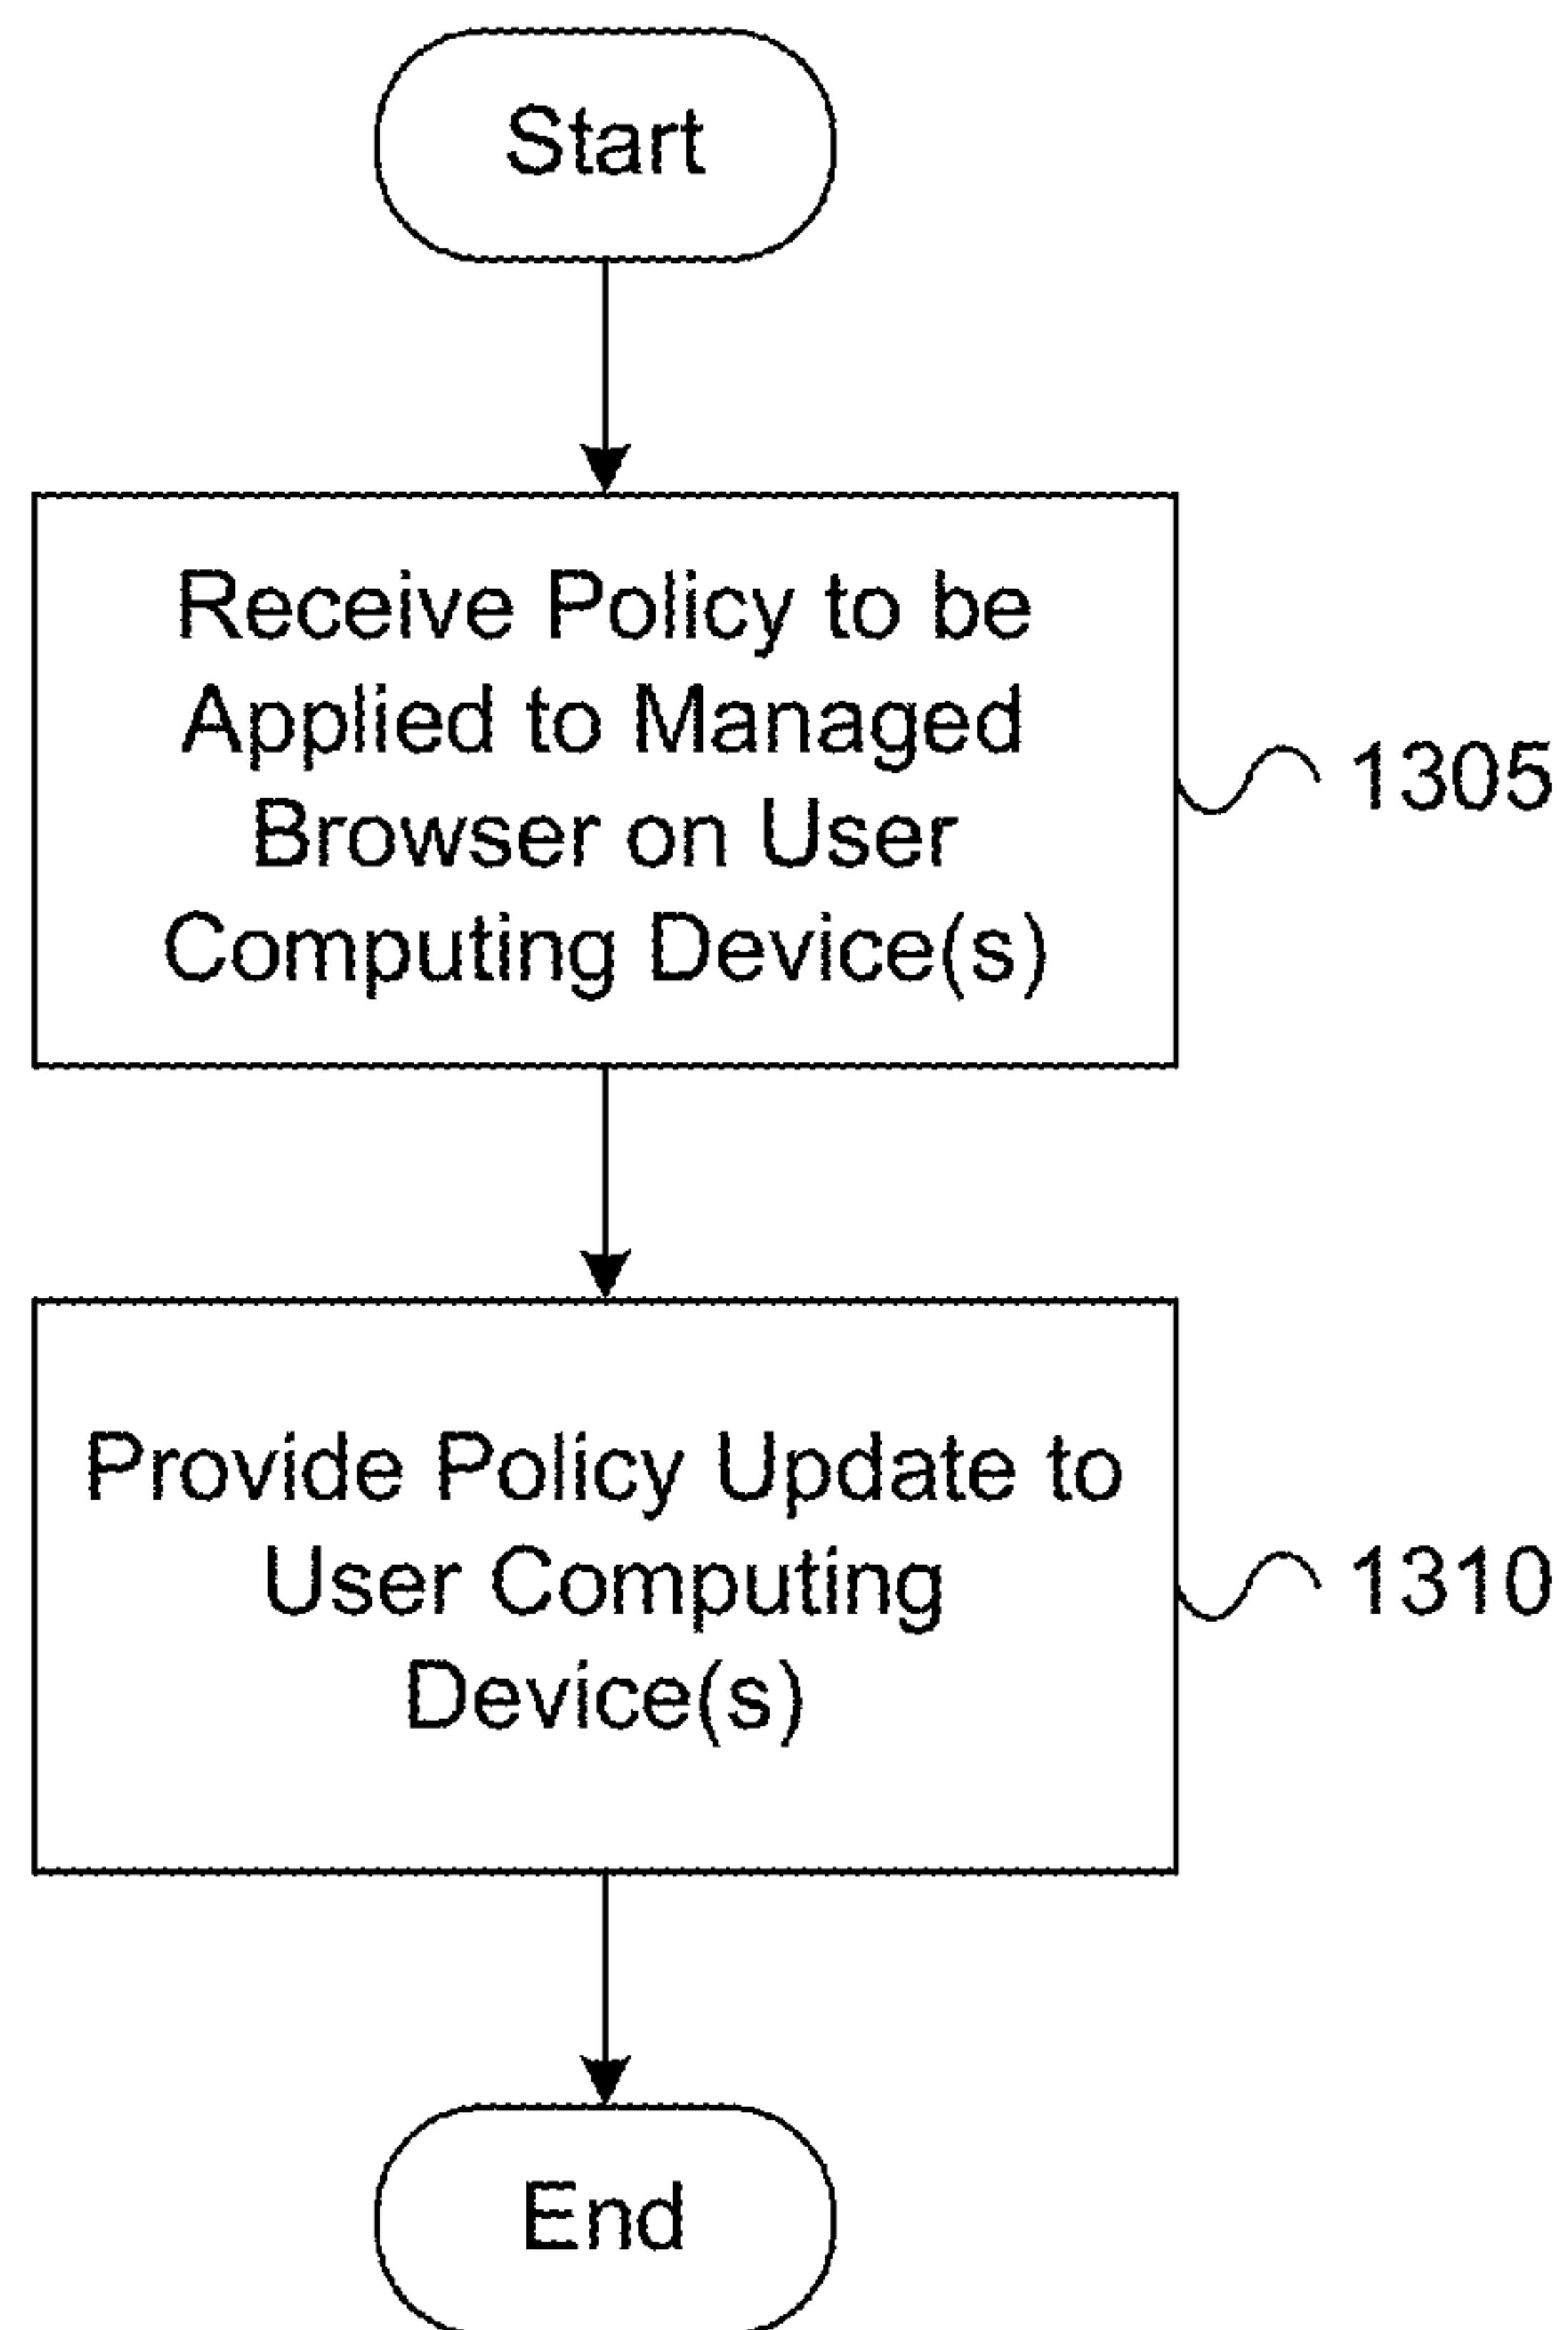 Start
Receive Policy to be
Applied to Managed
Browser on User
Computing Device(s)
1305
Provide Policy Update to
User Computing
Device(s)
1310
End